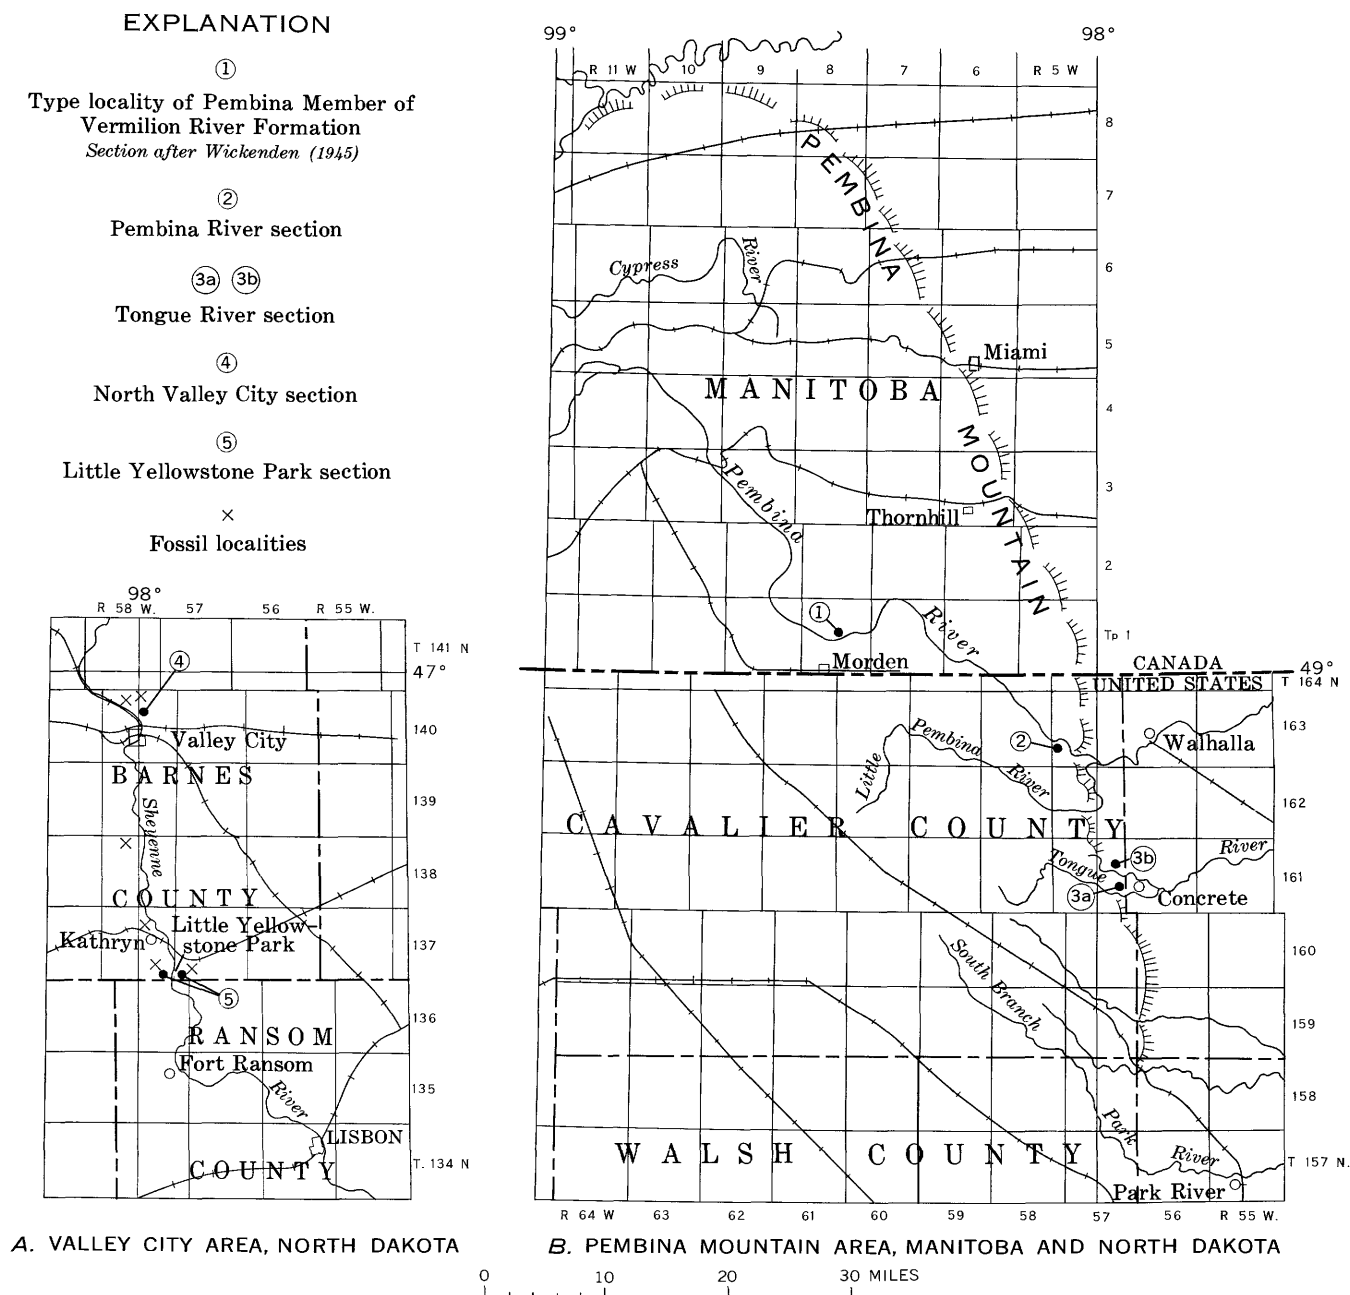 EXPLANATION
1
Type locality of Pembina Member of
Vermilion River Formation
Section after Wickenden (1945)
2
Pembina River section
3a 3b
Tongue River section
4
North Valley City section
5
Little Yellowstone Park section
×
Fossil localities
98°
R 58 W. 57 56 R 55 W.
T 141 N
47°
4
140
Valley City
BARNES
139
Sheyenne
138
COUNTY
Little Yellow-
stone Park
Kathryn
137
5
136
RANSOM
Fort Ransom
135
River
LISBON
COUNTY
T. 134 N
A. VALLEY CITY AREA, NORTH DAKOTA
99° 98°
R 11 W 10 9 8 7 6 R 5 W
8
PEMBINA
7
Cypress River
6
5
Miami
MANITOBA
4
MOUNTAIN
3
Pembina
Thornhill
2
1
River
Tp 1
Morden
CANADA
49°
UNITED STATES
T 164 N
163
Little Pembina River
2
Walhalla
162
CAVALIER COUNTY
River
Tongue
3b
161
3a
Concrete
160
South Branch
159
158
Park
WALSH COUNTY
River
T 157 N.
Park River
R 64 W 63 62 61 60 59 58 57 56 R 55 W.
B. PEMBINA MOUNTAIN AREA, MANITOBA AND NORTH DAKOTA
0 10 20 30 MILES